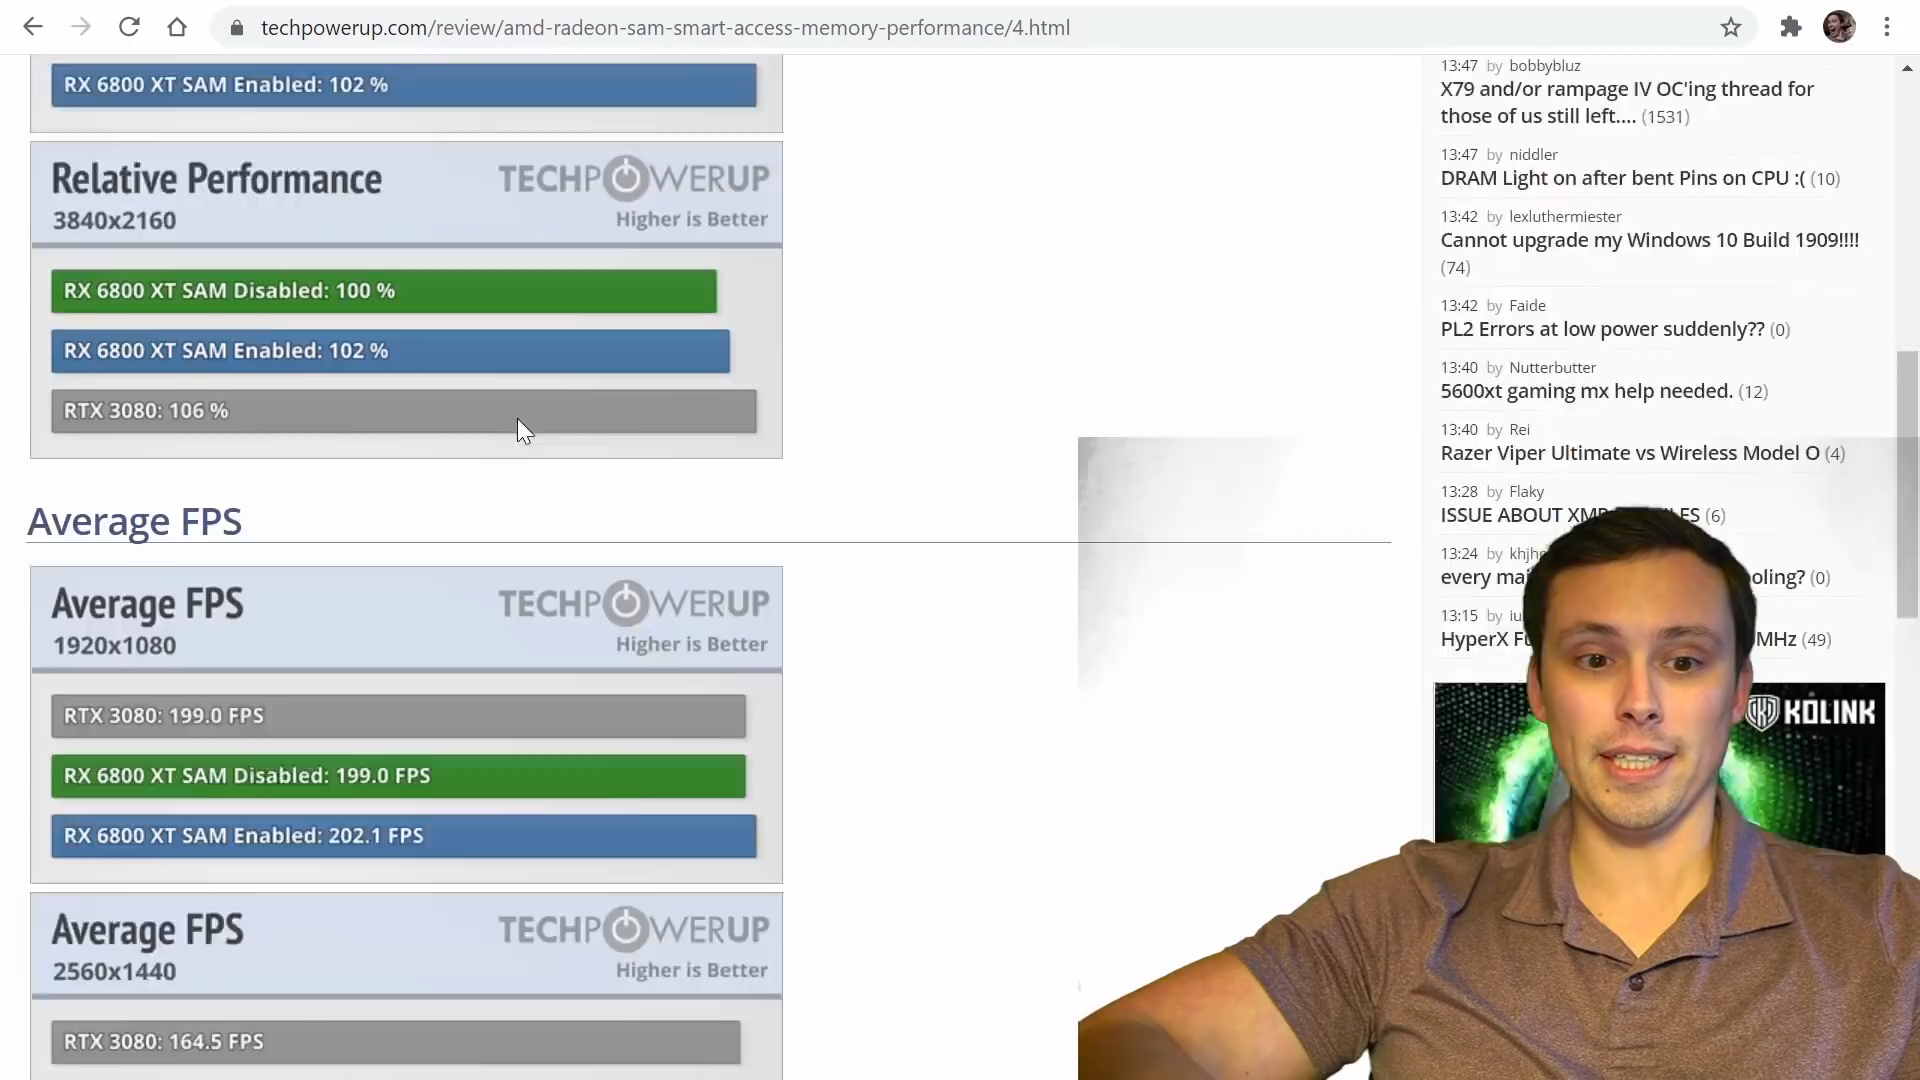 techpowerup.com/review/amd-radeon-sam-smart-access-memory-performance/4.html
RX 6800 XT SAM Enabled: 102 %
Relative Performance
TECHPOWERUP
3840x2160
Higher is Better
RX 6800 XT SAM Disabled: 100 %
RX 6800 XT SAM Enabled: 102 %
RTX 3080: 106 %
Average FPS
Average FPS
TECHPOWERUP
1920x1080
Higher is Better
RTX 3080: 199.0 FPS
RX 6800 XT SAM Disabled: 199.0 FPS
RX 6800 XT SAM Enabled: 202.1 FPS
Average FPS
TECHPOWERUP
2560x1440
Higher is Better
RTX 3080: 164.5 FPS
13:47 by bobbybluz
X79 and/or rampage IV OC'ing thread for
those of us still left.... (1531)
13:47 by niddler
DRAM Light on after bent Pins on CPU :( (10)
13:42 by lexluthermiester
Cannot upgrade my Windows 10 Build 1909!!!!
(74)
13:42 by Faide
PL2 Errors at low power suddenly?? (0)
13:40 by Nutterbutter
5600xt gaming mx help needed. (12)
13:40 by Rei
Razer Viper Ultimate vs Wireless Model O (4)
13:28 by Flaky
ISSUE ABOUT (6)
13:24 by
every (0)
13:15 by
HyperX MHz (49)
KOLINK